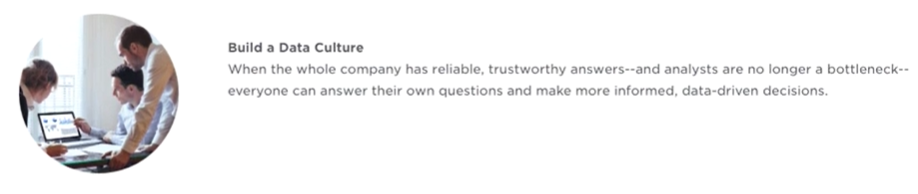 Build a Data Culture
When the whole company has reliable, trustworthy answers--and analysts are no longer a bottleneck--
everyone can answer their own questions and make more informed, data-driven decisions.